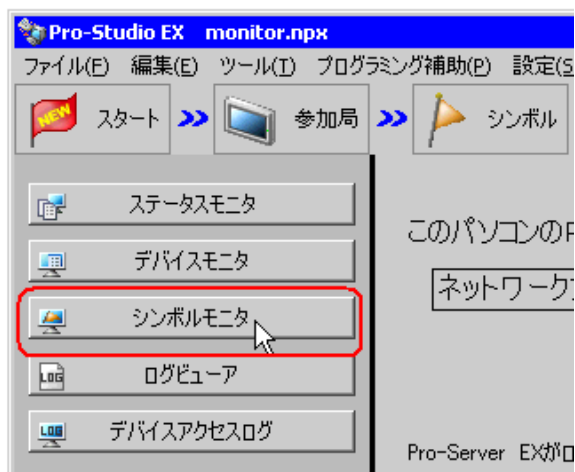 Pro-Studio EX monitor.npx
ファイル(F) 編集(E) ツール(T) プログラミング補助(P) 設定(S
NEW スタート 参加局 シンボル
ステータスモニタ
このパソコンのP
デバイスモニタ
ネットワーク
シンボルモニタ
LOG ログビューア
LOG デバイスアクセスログ
Pro-Server EXがロ